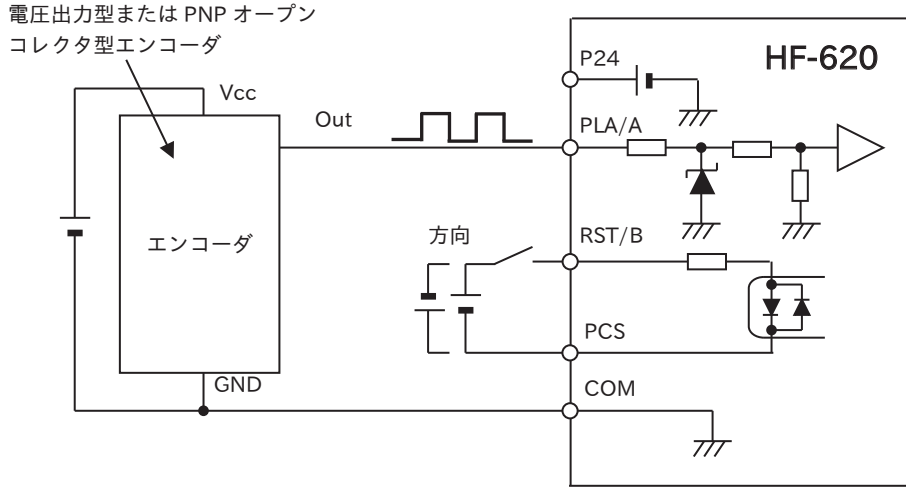 電圧出力型または PNP オープン
コレクタ型エンコーダ
P24
HF-620
Vcc
Out
PLA/A
エンコーダ
方向
RST/B
PCS
GND
COM